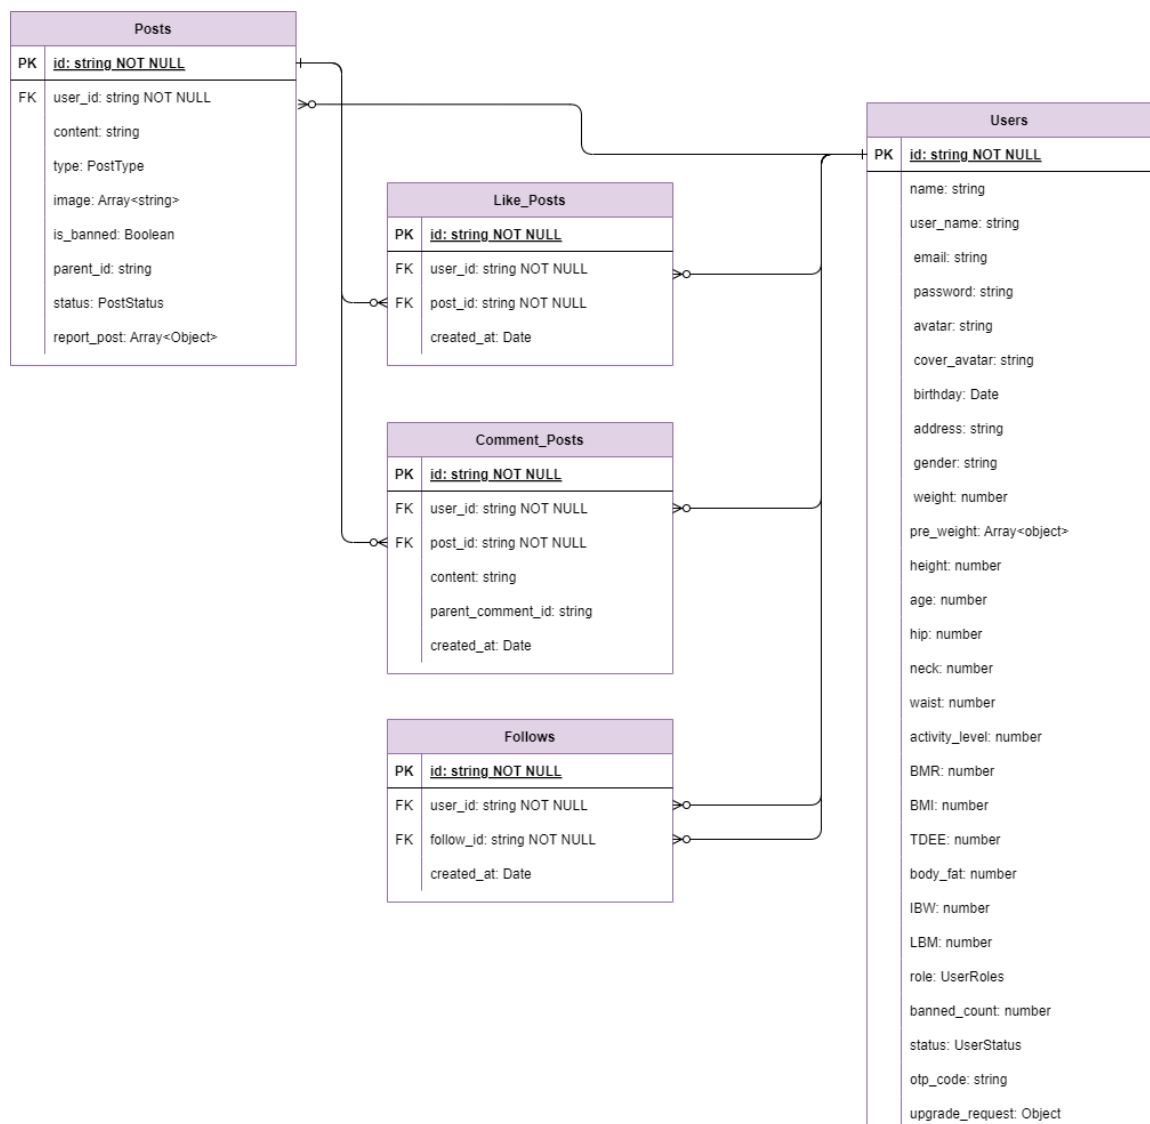 Posts
PK id: string NOT NULL
FK user_id: string NOT NULL
content: string
type: PostType
image: Array<string>
is_banned: Boolean
parent_id: string
status: PostStatus
report_post: Array<Object>
Like_Posts
PK id: string NOT NULL
FK user_id: string NOT NULL
FK post_id: string NOT NULL
created_at: Date
Comment_Posts
PK id: string NOT NULL
FK user_id: string NOT NULL
FK post_id: string NOT NULL
content: string
parent_comment_id: string
created_at: Date
Follows
PK id: string NOT NULL
FK user_id: string NOT NULL
FK follow_id: string NOT NULL
created_at: Date
Users
PK id: string NOT NULL
name: string
user_name: string
email: string
password: string
avatar: string
cover_avatar: string
birthday: Date
address: string
gender: string
weight: number
pre_weight: Array<object>
height: number
age: number
hip: number
neck: number
waist: number
activity_level: number
BMR: number
BMI: number
TDEE: number
body_fat: number
IBW: number
LBM: number
role: UserRoles
banned_count: number
status: UserStatus
otp_code: string
upgrade_request: Object